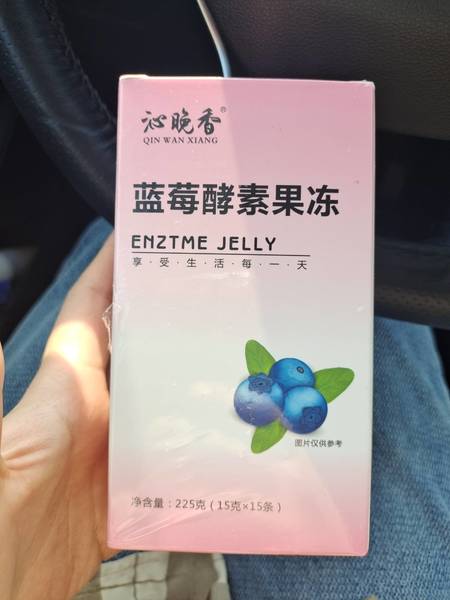 沁晚香®
QIN WAN XIANG
蓝莓酵素果冻
ENZTME JELLY
享·受·生·活·每·一·天
图片仅供参考
净含量：225克（15克×15条）